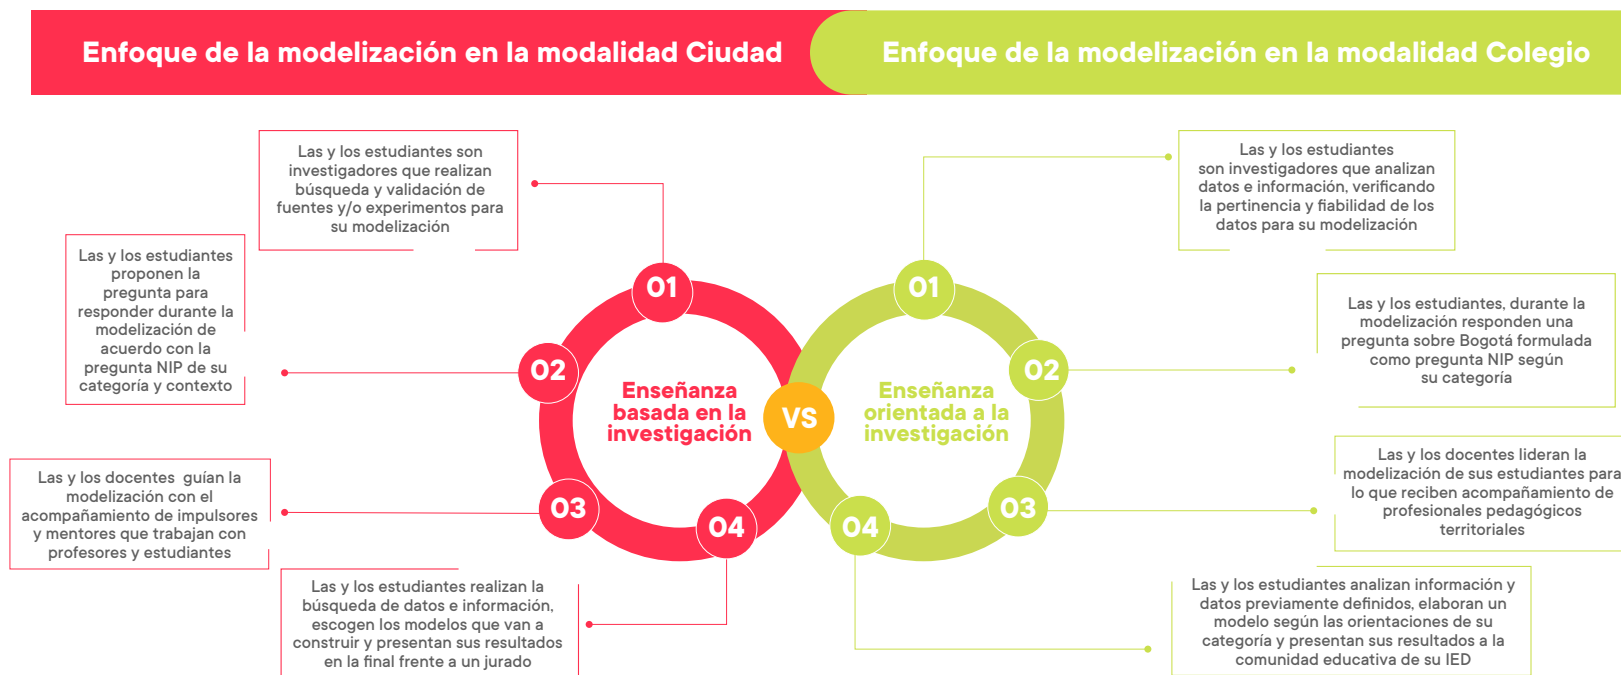 Enfoque de la modelización en la modalidad Ciudad
Enfoque de la modelización en la modalidad Colegio
Las y los estudiantes son
investigadores que realizan
búsqueda y validación de
fuentes y/o experimentos para
su modelización
Las y los estudiantes
proponen la
pregunta para
responder durante la
modelización de
acuerdo con la
pregunta NIP de su
categoría y contexto
Las y los docentes guían la
modelización con el
acompañamiento de impulsores
y mentores que trabajan con
profesores y estudiantes
Las y los estudiantes realizan la
búsqueda de datos e información,
escogen los modelos que van a
construir y presentan sus resultados
en la final frente a un jurado
01
02
03
04
Enseñanza
basada en la
investigación
VS
Enseñanza
orientada a la
investigación
01
02
03
04
Las y los estudiantes
son investigadores que analizan
datos e información, verificando
la pertinencia y fiabilidad de los
datos para su modelización
Las y los estudiantes, durante la
modelización responden una
pregunta sobre Bogotá formulada
como pregunta NIP según
su categoría
Las y los docentes lideran la
modelización de sus estudiantes para
lo que reciben acompañamiento de
profesionales pedagógicos
territoriales
Las y los estudiantes analizan información y
datos previamente definidos, elaboran un
modelo según las orientaciones de su
categoría y presentan sus resultados a la
comunidad educativa de su IED